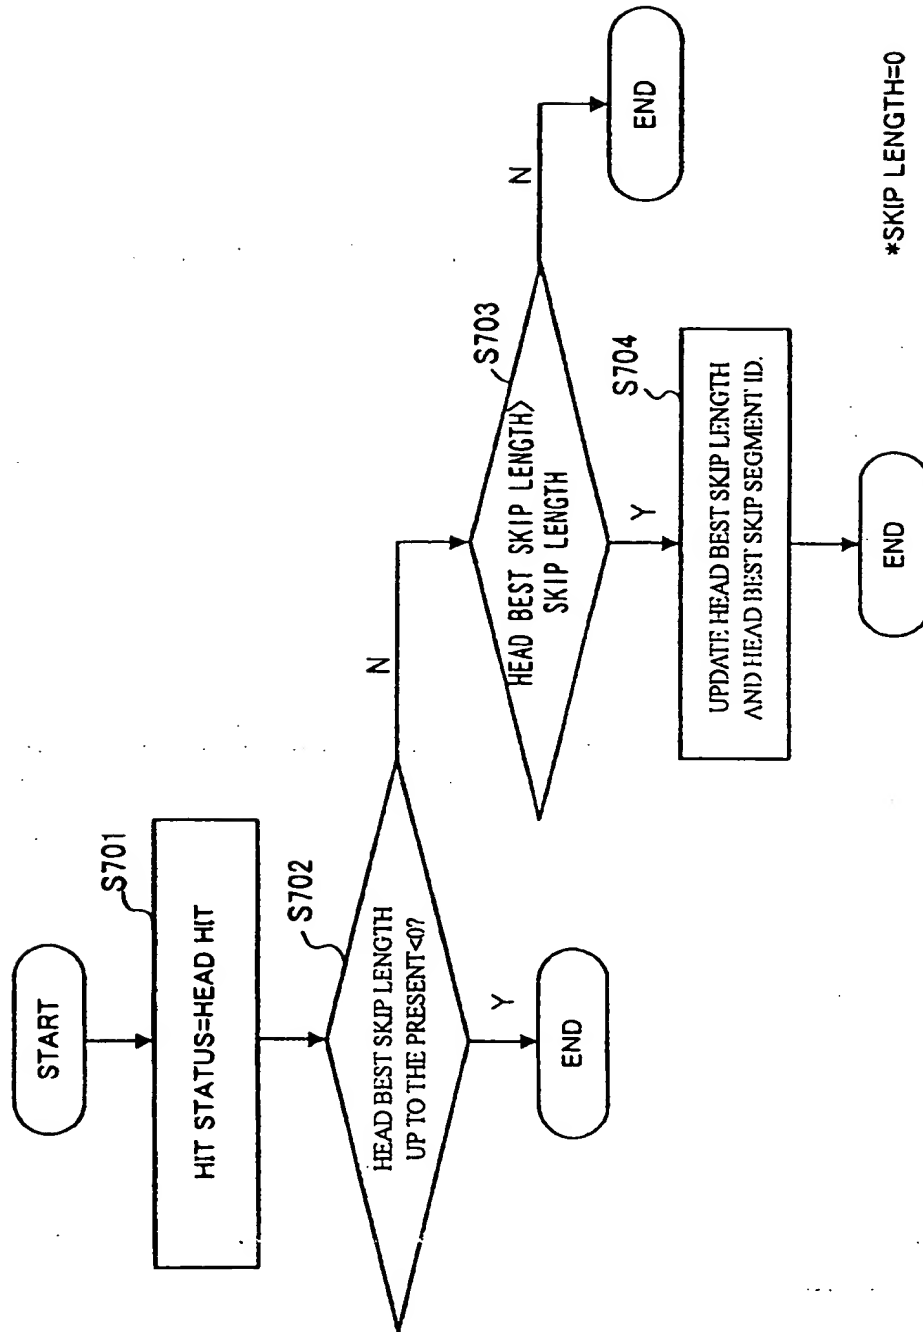 START
S701
HIT STATUS=HEAD HIT
S702
HEAD BEST SKIP LENGTH
UP TO THE PRESENT<0?
N
Y
END
S703
HEAD BEST SKIP LENGTH>
SKIP LENGTH
N
END
Y
S704
UPDATE HEAD BEST SKIP LENGTH
AND HEAD BEST SKIP SEGMENT ID.
END
*SKIP LENGTH=0